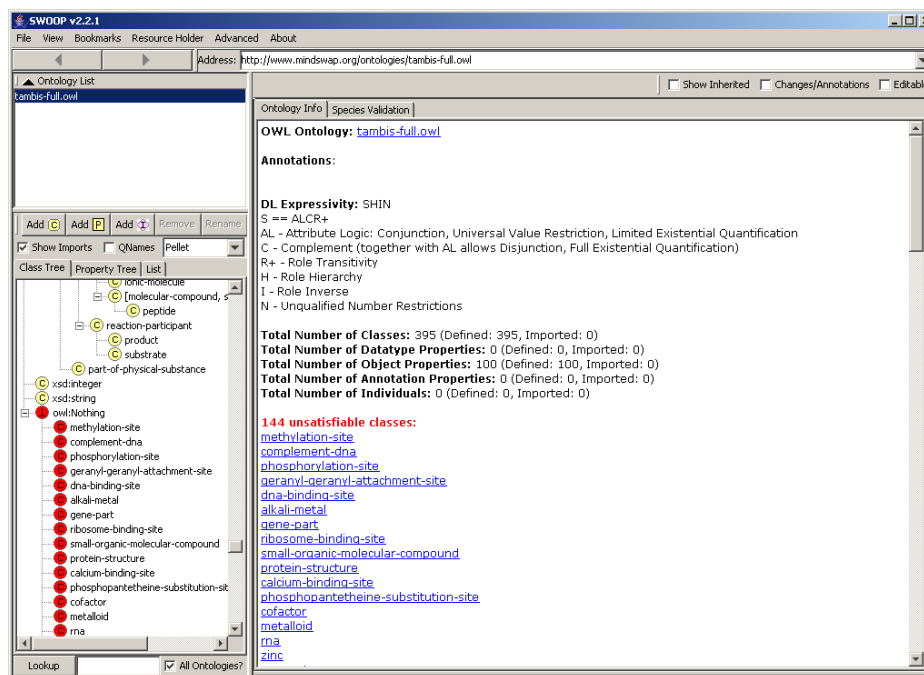 SWOOP v2.2.1
File View Bookmarks Resource Holder Advanced About
Address: http://www.mindswap.org/ontologies/tambis-full.owl
Ontology List
tambis-full.owl
Add C Add P Add I Remove Rename
Show Imports QNames Pellet
Class Tree Property Tree List
ionic-molecule
C [molecular-compound, s
C peptide
C reaction-participant
C product
C substrate
C part-of-physical-substance
C xsd:integer
C xsd:string
owl:Nothing
C methylation-site
C complement-dna
C phosphorylation-site
C geranyl-geranyl-attachment-site
C dna-binding-site
C alkali-metal
C gene-part
C ribosome-binding-site
C small-organic-molecular-compound
C protein-structure
C calcium-binding-site
C phosphopantetheine-substitution-sit
C cofactor
C metalloid
C rna
Lookup All Ontologies?
Show Inherited Changes/Annotations Editabl
Ontology Info Species Validation
OWL Ontology: tambis-full.owl
Annotations:
DL Expressivity: SHIN
S == ALCR+
AL - Attribute Logic: Conjunction, Universal Value Restriction, Limited Existential Quantification
C - Complement (together with AL allows Disjunction, Full Existential Quantification)
R+ - Role Transitivity
H - Role Hierarchy
I - Role Inverse
N - Unqualified Number Restrictions
Total Number of Classes: 395 (Defined: 395, Imported: 0)
Total Number of Datatype Properties: 0 (Defined: 0, Imported: 0)
Total Number of Object Properties: 100 (Defined: 100, Imported: 0)
Total Number of Annotation Properties: 0 (Defined: 0, Imported: 0)
Total Number of Individuals: 0 (Defined: 0, Imported: 0)
144 unsatisfiable classes:
methylation-site
complement-dna
phosphorylation-site
geranyl-geranyl-attachment-site
dna-binding-site
alkali-metal
gene-part
ribosome-binding-site
small-organic-molecular-compound
protein-structure
calcium-binding-site
phosphopantetheine-substitution-site
cofactor
metalloid
rna
zinc